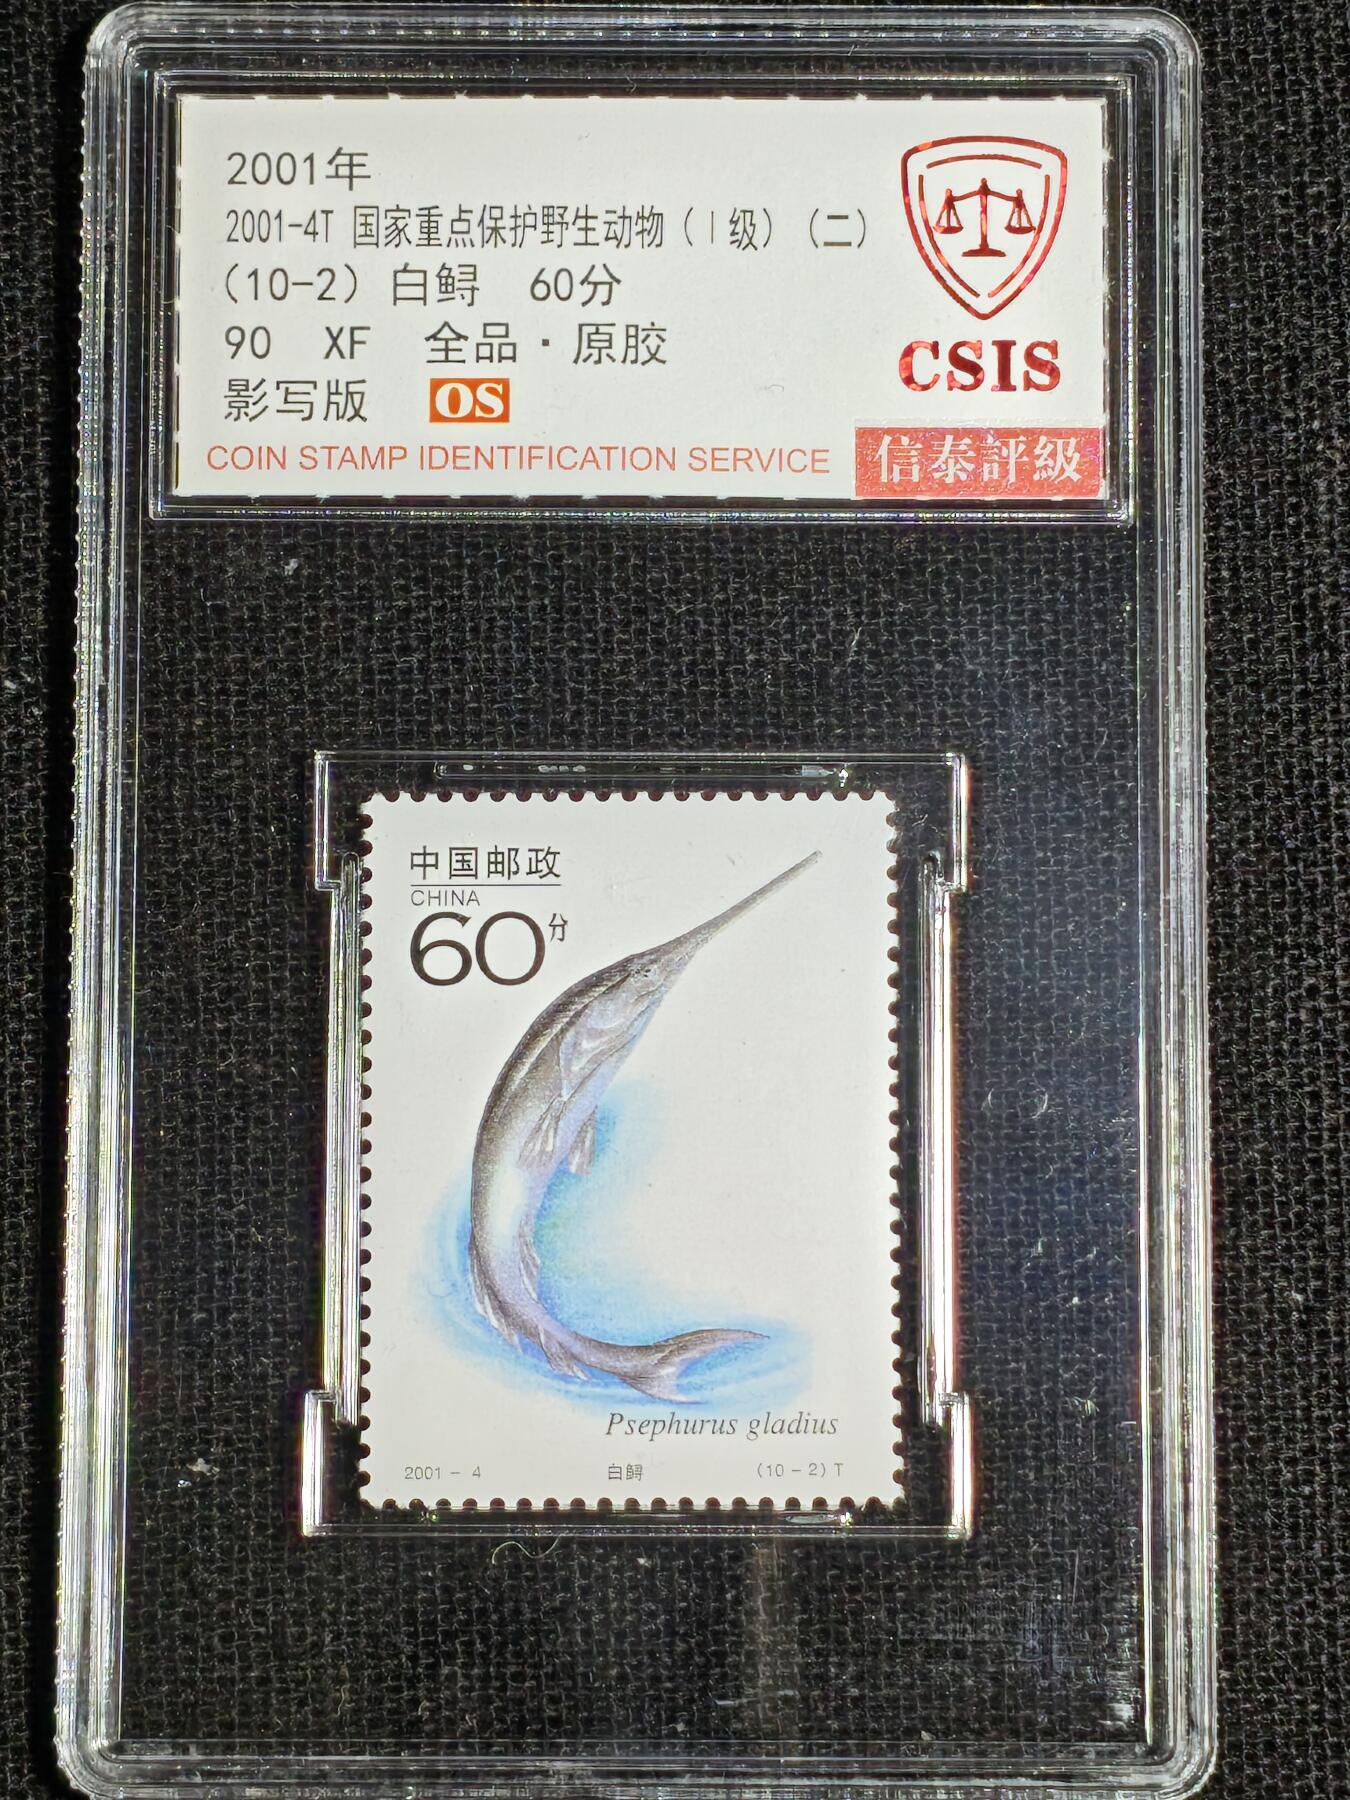 2001年
2001-4T 国家重点保护野生动物（Ⅰ级）（二）
（10-2）白鲟 60分
90 XF 全品·原胶
影写版 OS
COIN STAMP IDENTIFICATION SERVICE
CSIS
信泰評級
中国邮政
CHINA
60分
Psephurus gladius
2001-4 白鲟 (10-2)T